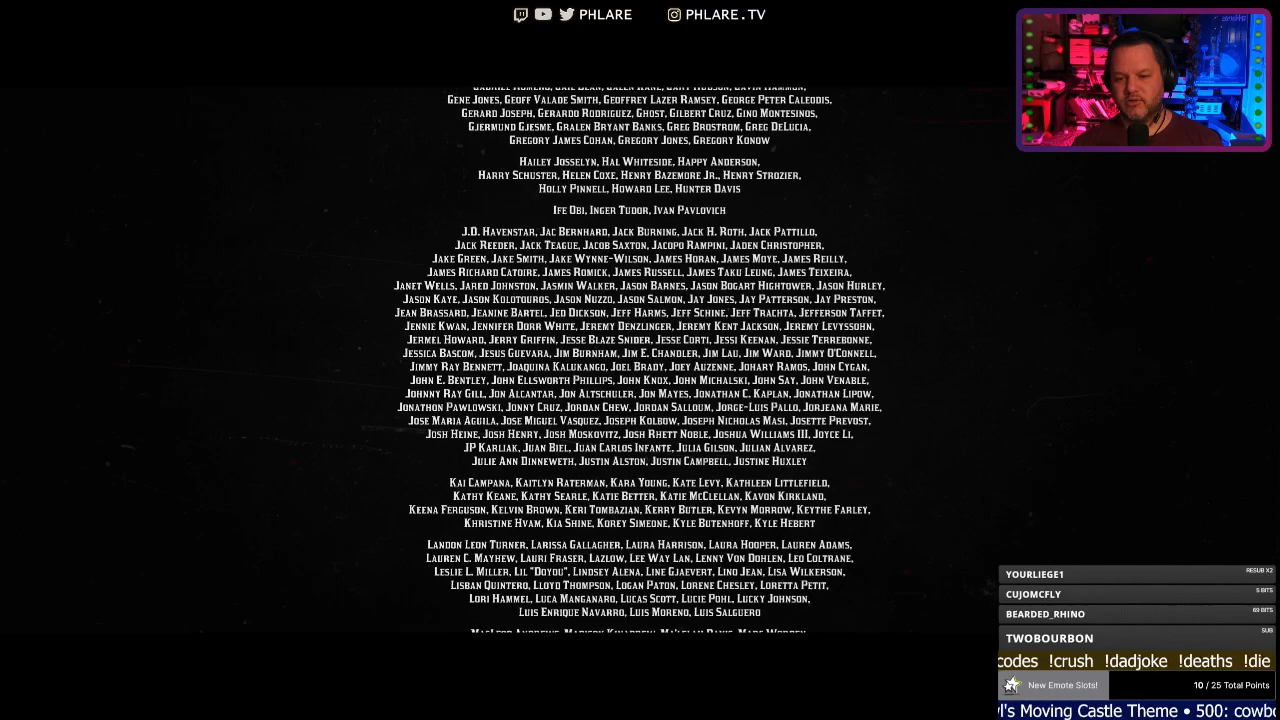 PHLARE PHLARE.TV
Gene Jones, Geoff Valade Smith, Geoffrey Lazer Ramsey, George Peter Caleodis,
Gerard Joseph, Gerardo Rodriguez, Ghost, Gilbert Cruz, Gino Montesinos,
Gjermund Gjesme, Gralen Bryant Banks, Greg Brostrom, Greg DeLucia,
Gregory James Cohan, Gregory Jones, Gregory Konow
Hailey Josselyn, Hal Whiteside, Happy Anderson,
Harry Schuster, Helen Coxe, Henry Bazemore Jr., Henry Strozier,
Holly Pinnell, Howard Lee, Hunter Davis
Ife Obi, Inger Tudor, Ivan Pavlovich
J.D. Havenstar, Jac Bernhard, Jack Burning, Jack H. Roth, Jack Pattillo,
Jack Reeder, Jack Teague, Jacob Saxton, Jacopo Rampini, Jaden Christopher,
Jake Green, Jake Smith, Jake Wynne-Wilson, James Horan, James Moye, James Reilly,
James Richard Catoire, James Romick, James Russell, James Taku Leung, James Teixeira,
Janet Wells, Jared Johnston, Jasmin Walker, Jason Barnes, Jason Bogart Hightower, Jason Hurley,
Jason Kaye, Jason Kolotouros, Jason Nuzzo, Jason Salmon, Jay Jones, Jay Patterson, Jay Preston,
Jean Brassard, Jeanine Bartel, Jed Dickson, Jeff Harms, Jeff Schine, Jeff Trachta, Jefferson Taffet,
Jennie Kwan, Jennifer Dorr White, Jeremy Denzlinger, Jeremy Kent Jackson, Jeremy Levyssohn,
Jermel Howard, Jerry Griffin, Jesse Blaze Snider, Jesse Corti, Jessi Keenan, Jessie Terrebonne,
Jessica Bascom, Jesus Guevara, Jim Burnham, Jim E. Chandler, Jim Lau, Jim Ward, Jimmy O'Connell,
Jimmy Ray Bennett, Joaquina Kalukango, Joel Brady, Joey Auzenne, Johary Ramos, John Cygan,
John E. Bentley, John Ellsworth Phillips, John Knox, John Michalski, John Say, John Venable,
Johnny Ray Gill, Jon Alcantar, Jon Altschuler, Jon Mayes, Jonathan C. Kaplan, Jonathan Lipow,
Jonathon Pawlowski, Jonny Cruz, Jordan Chew, Jordan Salloum, Jorge-Luis Pallo, Jorjeana Marie,
Jose Maria Aguila, Jose Miguel Vasquez, Joseph Kolbow, Joseph Nicholas Masi, Josette Prevost,
Josh Heine, Josh Henry, Josh Moskovitz, Josh Rhett Noble, Joshua Williams III, Joyce Li,
JP Karliak, Juan Biel, Juan Carlos Infante, Julia Gilson, Julian Alvarez,
Julie Ann Dinneweth, Justin Alston, Justin Campbell, Justine Huxley
Kai Campana, Kaitlyn Raterman, Kara Young, Kate Levy, Kathleen Littlefield,
Kathy Keane, Kathy Searle, Katie Better, Katie McClellan, Kavon Kirkland,
Keena Ferguson, Kelvin Brown, Keri Tombazian, Kerry Butler, Kevyn Morrow, Keythe Farley,
Khristine Hvam, Kia Shine, Korey Simeone, Kyle Butenhoff, Kyle Hebert
Landon Leon Turner, Larissa Gallagher, Laura Harrison, Laura Hooper, Lauren Adams,
Lauren C. Mayhew, Lauri Fraser, Lazlow, Lee Way Lan, Lenny Von Dohlen, Leo Coltrane,
Leslie L. Miller, Lil "Doyou", Lindsey Alena, Line Gjaevert, Lino Jean, Lisa Wilkerson,
Lisban Quintero, Lloyd Thompson, Logan Paton, Lorene Chesley, Loretta Petit,
Lori Hammel, Luca Manganaro, Lucas Scott, Lucie Pohl, Lucky Johnson,
Luis Enrique Navarro, Luis Moreno, Luis Salguero
YOURLIEGE1 RESUB X2
CUJOMCFLY 5 BITS
BEARDED_RHINO 69 BITS
TWOBOURBON SUB
codes !crush !dadjoke !deaths !die
New Emote Slots! 10 / 25 Total Points
l's Moving Castle Theme • 500: cowb